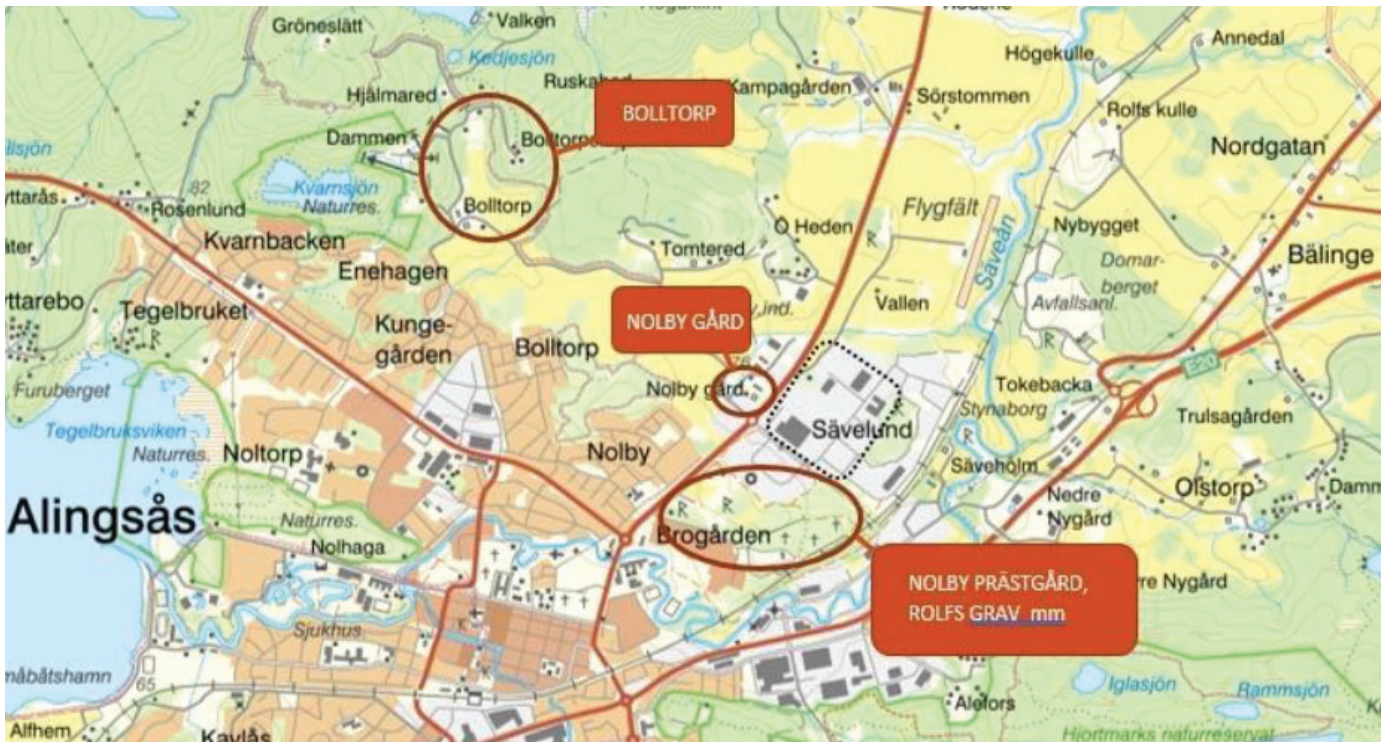 Gröneslätt
Valken
Kedjesjön
Hjälmared
BOLLTORP
Kampagården
Sörstommen
Högekulle
Annedal
Rolfs kulle
Dammen
Nordgatan
82
Kvarnsjön
Naturres.
Rosenlund
Bolltorp
Kvarnbacken
Enehagen
Tomtered
Ö Heden
Flygfält
Säveån
Nybygget
Domar-
berget
Bälinge
Tegelbruket
Kunge-
gården
Bolltorp
NOLBY GÅRD
ind.
Vallen
Avfallsanl.
E20
Furuberget
Nolby gård
Tokebacka
Stynaborg
Trulsagården
Tegelbruksviken
Naturres.
Noltorp
Nolby
Sävelund
Säveholm
Olstorp
Alingsås
Naturres.
Nolhaga
Brogården
Nedre
Nygård
NOLBY PRÄSTGÅRD,
ROLFS GRAV mm
Nygård
Sjukhus
65
Iglasjön
Rammsjön
Alefors
Alfhem
Hjortmarks naturreservat